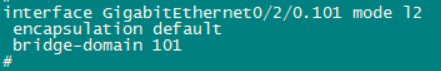 interface GigabitEthernet0/2/0.101 mode l2
 encapsulation default
 bridge-domain 101
#